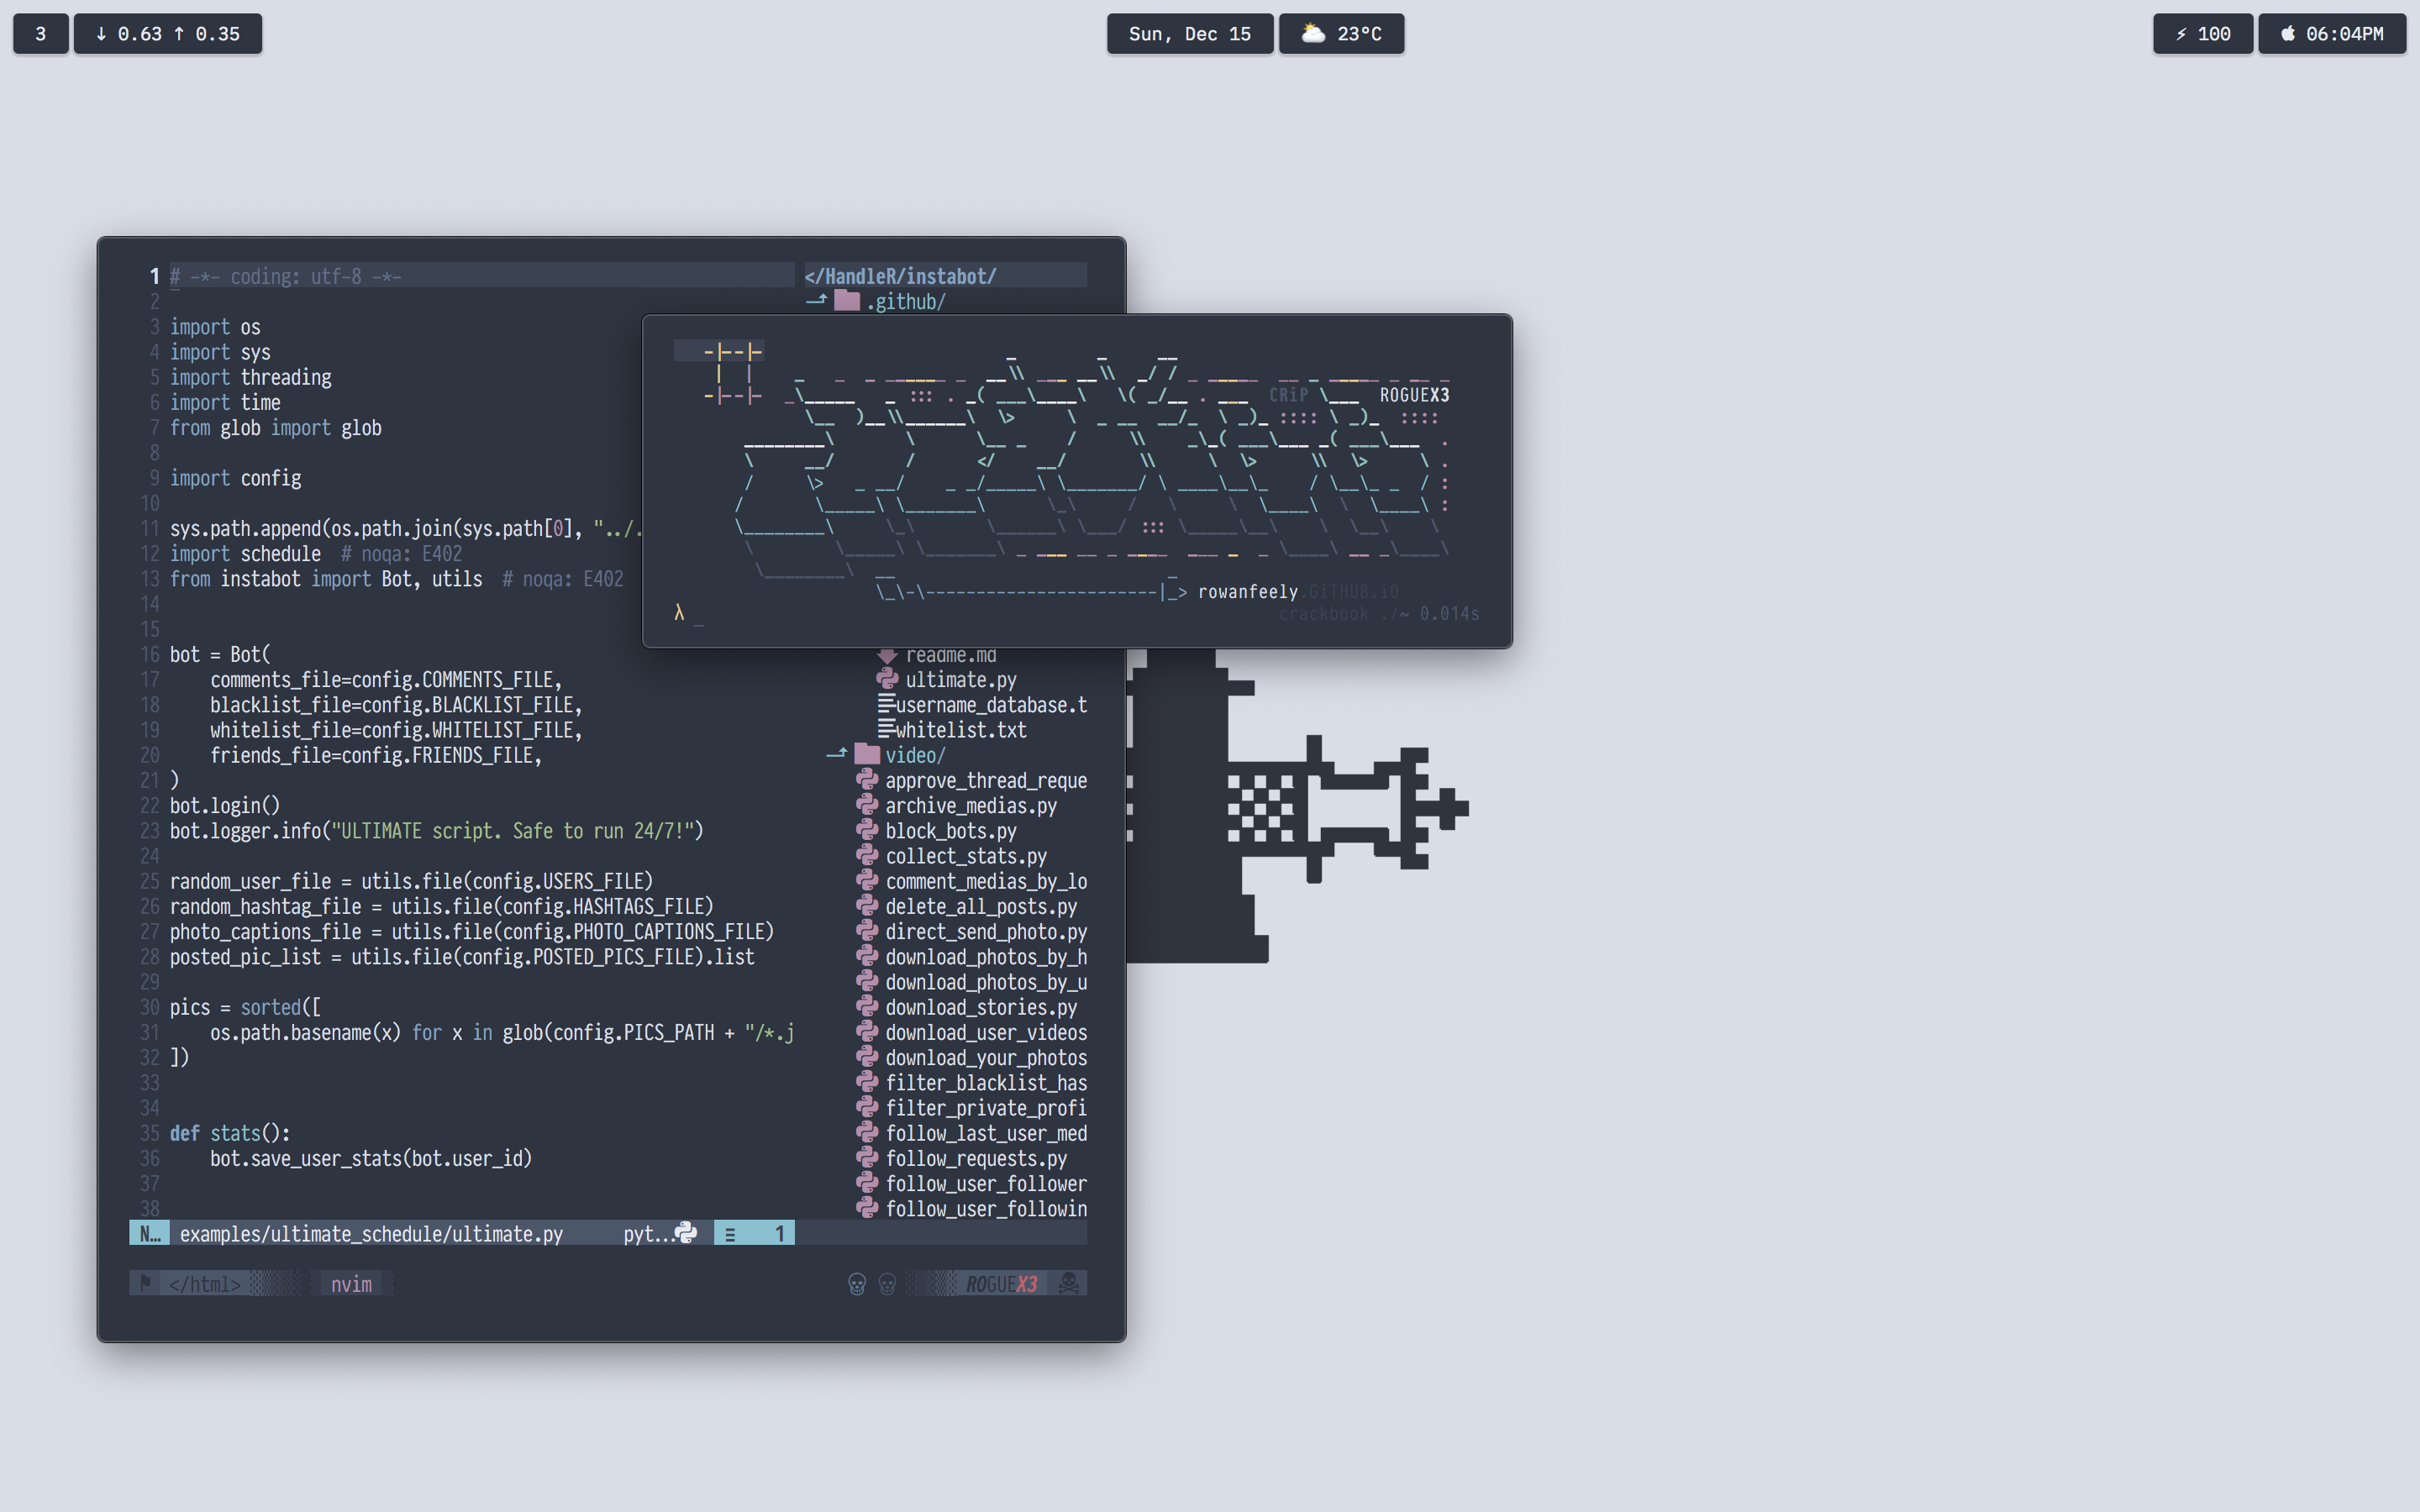 3
↓ 0.63 ↑ 0.35
Sun, Dec 15
23°C
⚡ 100
06:04PM
1 # -*- coding: utf-8 -*-
2
3 import os
4 import sys
5 import threading
6 import time
7 from glob import glob
8
9 import config
10
11 sys.path.append(os.path.join(sys.path[0], "../.
12 import schedule  # noqa: E402
13 from instabot import Bot, utils  # noqa: E402
14
15
16 bot = Bot(
17     comments_file=config.COMMENTS_FILE,
18     blacklist_file=config.BLACKLIST_FILE,
19     whitelist_file=config.WHITELIST_FILE,
20     friends_file=config.FRIENDS_FILE,
21 )
22 bot.login()
23 bot.logger.info("ULTIMATE script. Safe to run 24/7!")
24
25 random_user_file = utils.file(config.USERS_FILE)
26 random_hashtag_file = utils.file(config.HASHTAGS_FILE)
27 photo_captions_file = utils.file(config.PHOTO_CAPTIONS_FILE)
28 posted_pic_list = utils.file(config.POSTED_PICS_FILE).list
29
30 pics = sorted([
31     os.path.basename(x) for x in glob(config.PICS_PATH + "/*.j
32 ])
33
34
35 def stats():
36     bot.save_user_stats(bot.user_id)
37
38
N… examples/ultimate_schedule/ultimate.py pyt… ≡ 1
</html> nvim ROGUEX3
</HandleR/instabot/
.github/
CRiP ROGUEX3
rowanfeely.GiTHUB.iO
crackbook ./~ 0.014s
λ _
readme.md
ultimate.py
username_database.t
whitelist.txt
video/
approve_thread_reque
archive_medias.py
block_bots.py
collect_stats.py
comment_medias_by_lo
delete_all_posts.py
direct_send_photo.py
download_photos_by_h
download_photos_by_u
download_stories.py
download_user_videos
download_your_photos
filter_blacklist_has
filter_private_profi
follow_last_user_med
follow_requests.py
follow_user_follower
follow_user_followin